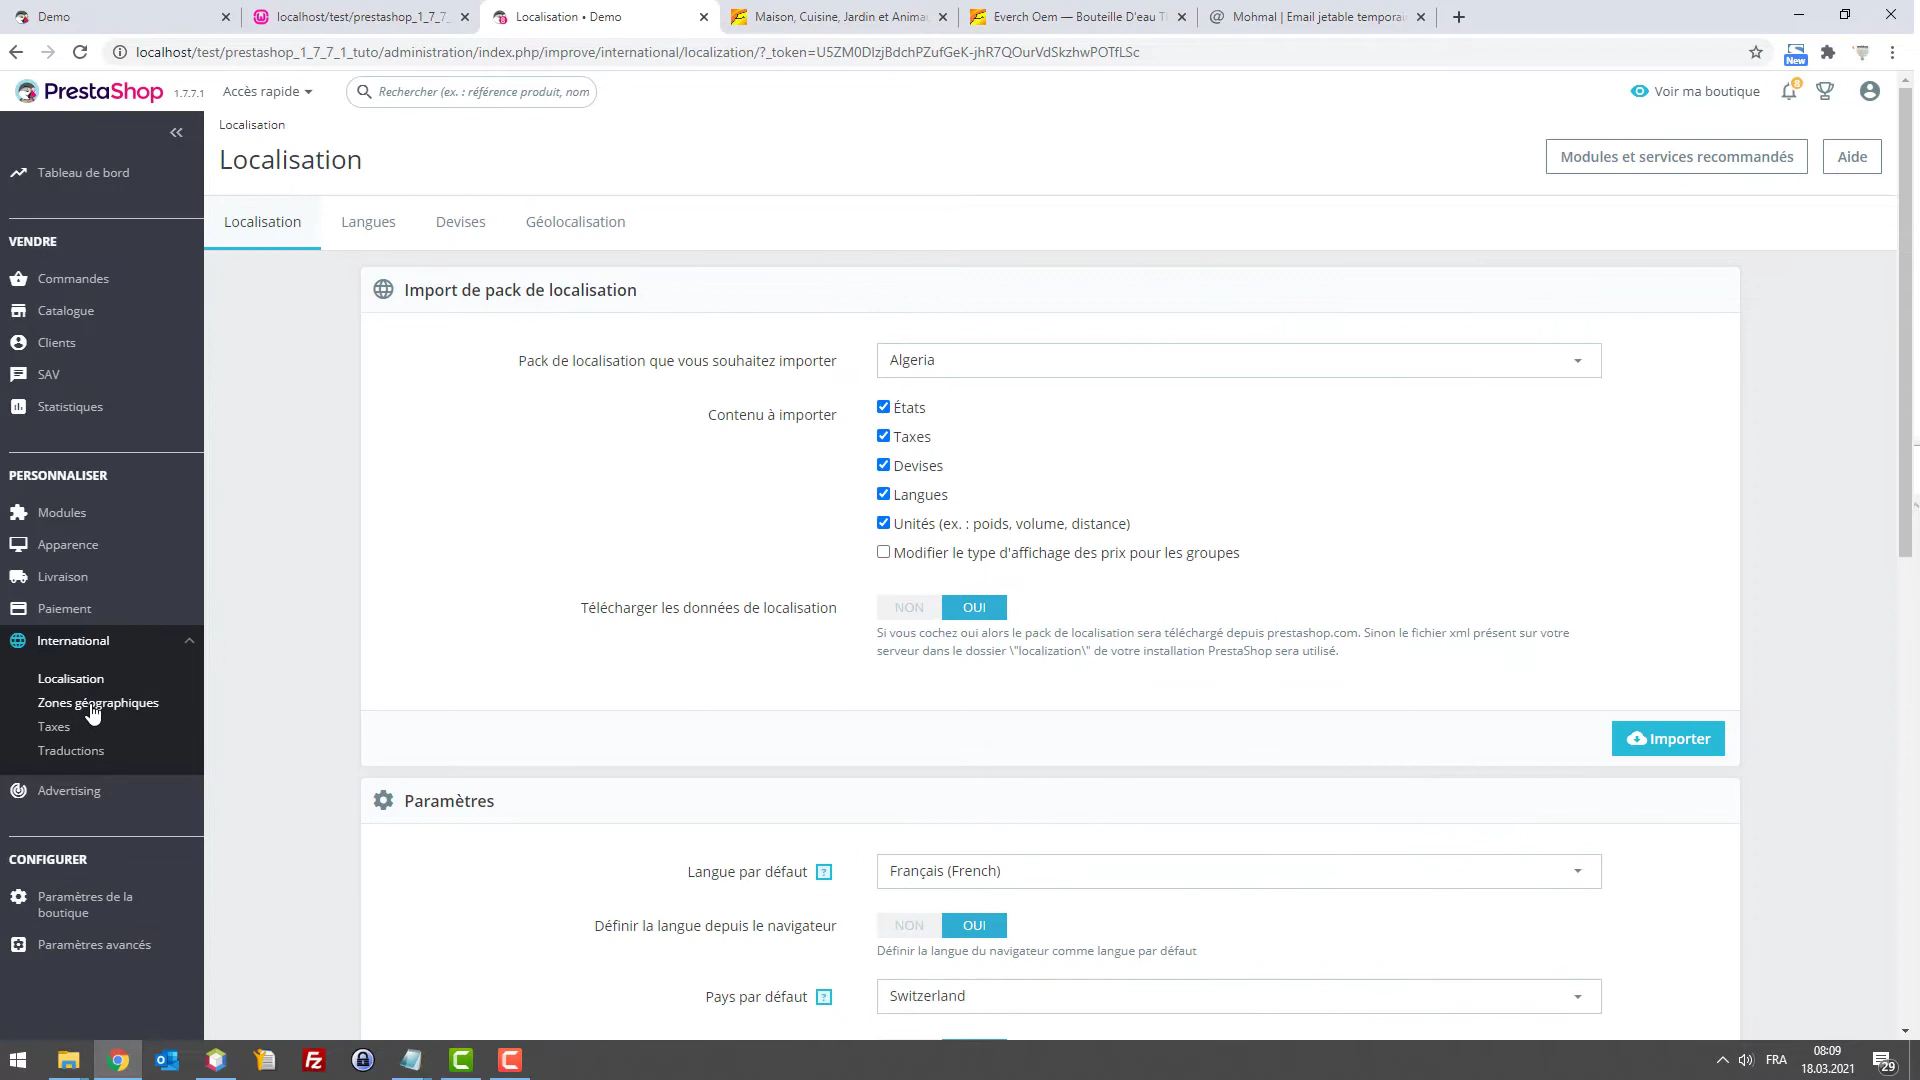 Demo
localhost/test/prestashop_1_7_7_
Localisation • Demo
Maison, Cuisine, Jardin et Anima
Everch Oem — Bouteille D'eau T
Mohmal | Email jetable temporai
localhost/test/prestashop_1_7_7_1_tuto/administration/index.php/improve/international/localization/?_token=U5ZM0DlzjBdchPZufGeK-jhR7QOurVdSkzhwPOTfLSc
New
PrestaShop
1.7.7.1
Accès rapide
Rechercher (ex. : référence produit, nom
Voir ma boutique
8
Localisation
Localisation
Modules et services recommandés
Aide
Tableau de bord
VENDRE
Commandes
Catalogue
Clients
SAV
Statistiques
PERSONNALISER
Modules
Apparence
Livraison
Paiement
International
Localisation
Zones géographiques
Taxes
Traductions
Advertising
CONFIGURER
Paramètres de la
boutique
Paramètres avancés
Localisation
Langues
Devises
Géolocalisation
Import de pack de localisation
Pack de localisation que vous souhaitez importer
Algeria
Contenu à importer
États
Taxes
Devises
Langues
Unités (ex. : poids, volume, distance)
Modifier le type d'affichage des prix pour les groupes
Télécharger les données de localisation
NON
OUI
Si vous cochez oui alors le pack de localisation sera téléchargé depuis prestashop.com. Sinon le fichier xml présent sur votre
serveur dans le dossier \"localization\" de votre installation PrestaShop sera utilisé.
Importer
Paramètres
Langue par défaut
?
Français (French)
Définir la langue depuis le navigateur
NON
OUI
Définir la langue du navigateur comme langue par défaut
Pays par défaut
?
Switzerland
FRA
08:09
18.03.2021
29